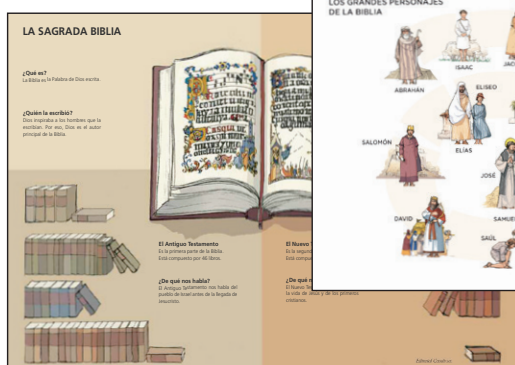 LA SAGRADA BIBLIA
¿Qué es?
La Biblia es la Palabra de Dios escrita.
¿Quién la escribió?
Dios inspiraba a los hombres que la
escribían. Por eso, Dios es el autor
principal de la Biblia.
El Antiguo Testamento
Es la primera parte de la Biblia.
Está compuesto por 46 libros.
¿De qué nos habla?
El Antiguo Testamento nos habla del
pueblo de Israel antes de la llegada de
Jesucristo.
El Nuevo
Es la segund
Está compu
¿De qué n
El Nuevo Te
la vida de Jesús y de los primeros
cristianos.
LOS GRANDES PERSONAJES
DE LA BIBLIA
ABRAHÁN
ISAAC
JAC
ELISEO
ELÍAS
SALOMÓN
JOSÉ
DAVID
SAMUE
SAÚL